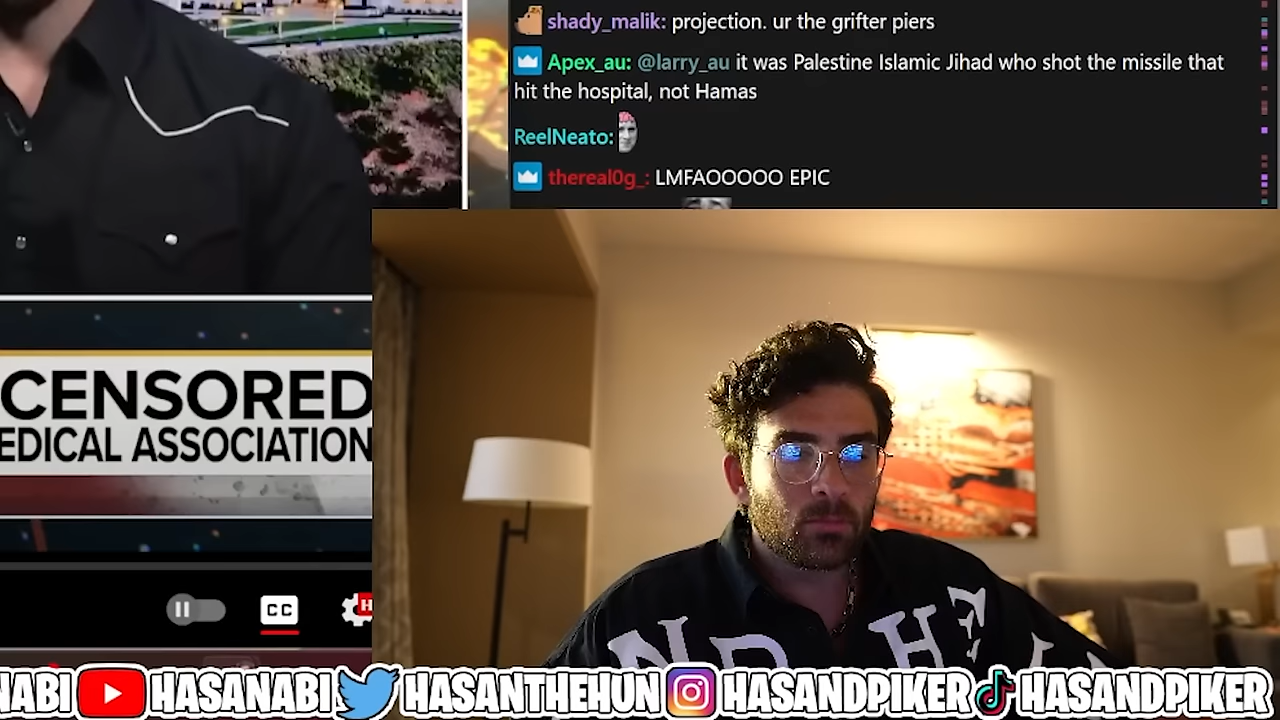 shady_malik: projection. ur the grifter piers
Apex_au: @larry_au it was Palestine Islamic Jihad who shot the missile that
hit the hospital, not Hamas
ReelNeato:
thereal0g_: LMFAOOOOO EPIC
CENSORED
EDICAL ASSOCIATION
CC
H
NABI HASANABI HASANTHEHUN HASANDPIKER HASANDPIKER